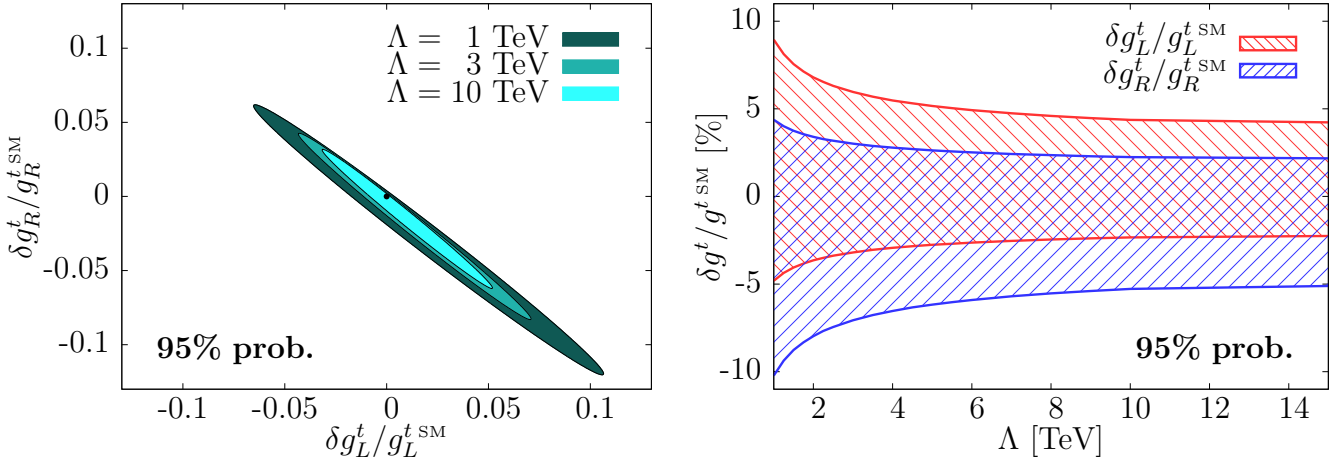 0.1
0.05
0
-0.05
-0.1
δg_R^t/g_R^{t SM}
Λ = 1 TeV
Λ = 3 TeV
Λ = 10 TeV
95% prob.
-0.1 -0.05 0 0.05 0.1
δg_L^t/g_L^{t SM}
10
5
0
-5
-10
δg^t/g^{t SM} [%]
δg_L^t/g_L^{t SM}
δg_R^t/g_R^{t SM}
95% prob.
2 4 6 8 10 12 14
Λ [TeV]